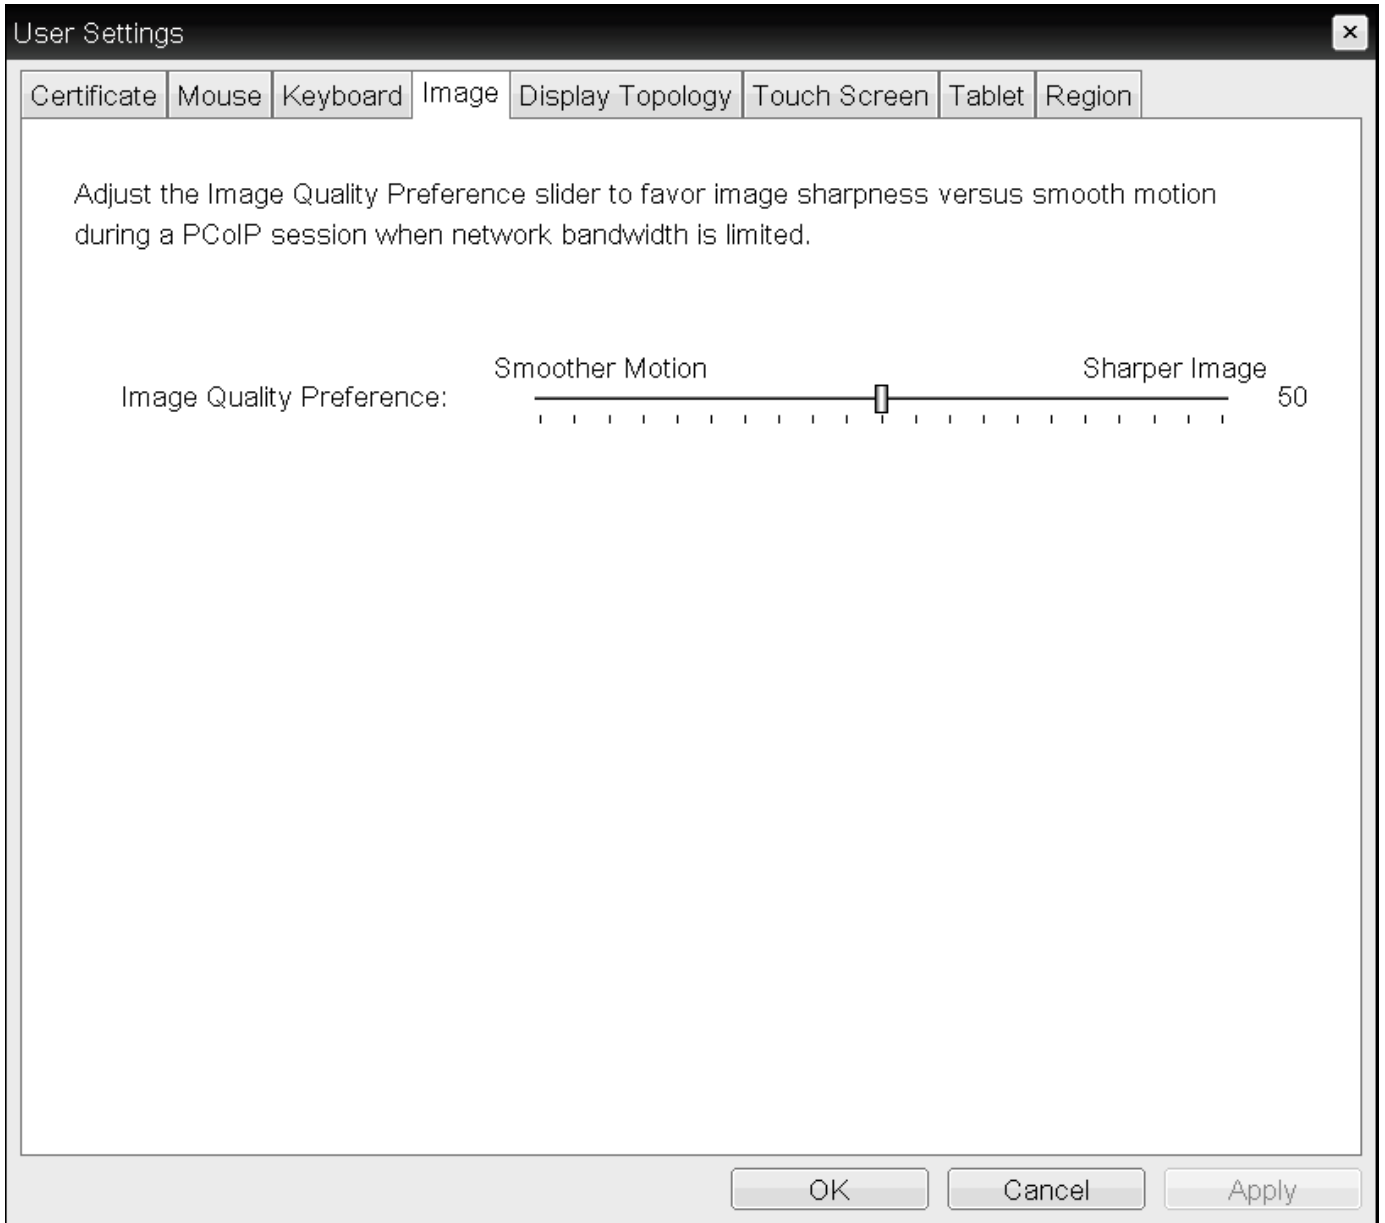 User Settings
Certificate Mouse Keyboard Image Display Topology Touch Screen Tablet Region
Adjust the Image Quality Preference slider to favor image sharpness versus smooth motion
during a PCoIP session when network bandwidth is limited.
Smoother Motion Sharper Image
Image Quality Preference: 50
OK Cancel Apply